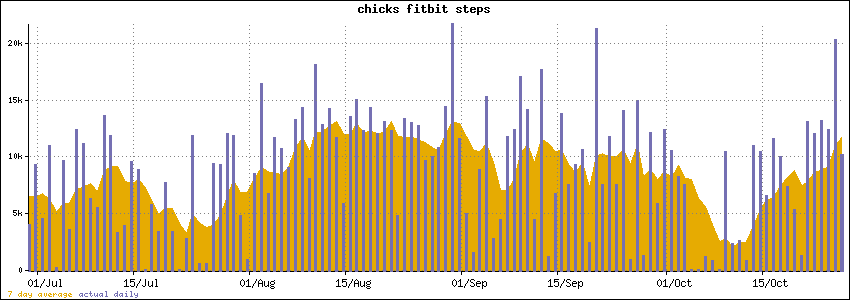 chicks fitbit steps
20k
15k
10k
5k
0
01/Jul 15/Jul 01/Aug 15/Aug 01/Sep 15/Sep 01/Oct 15/Oct
7 day average actual daily